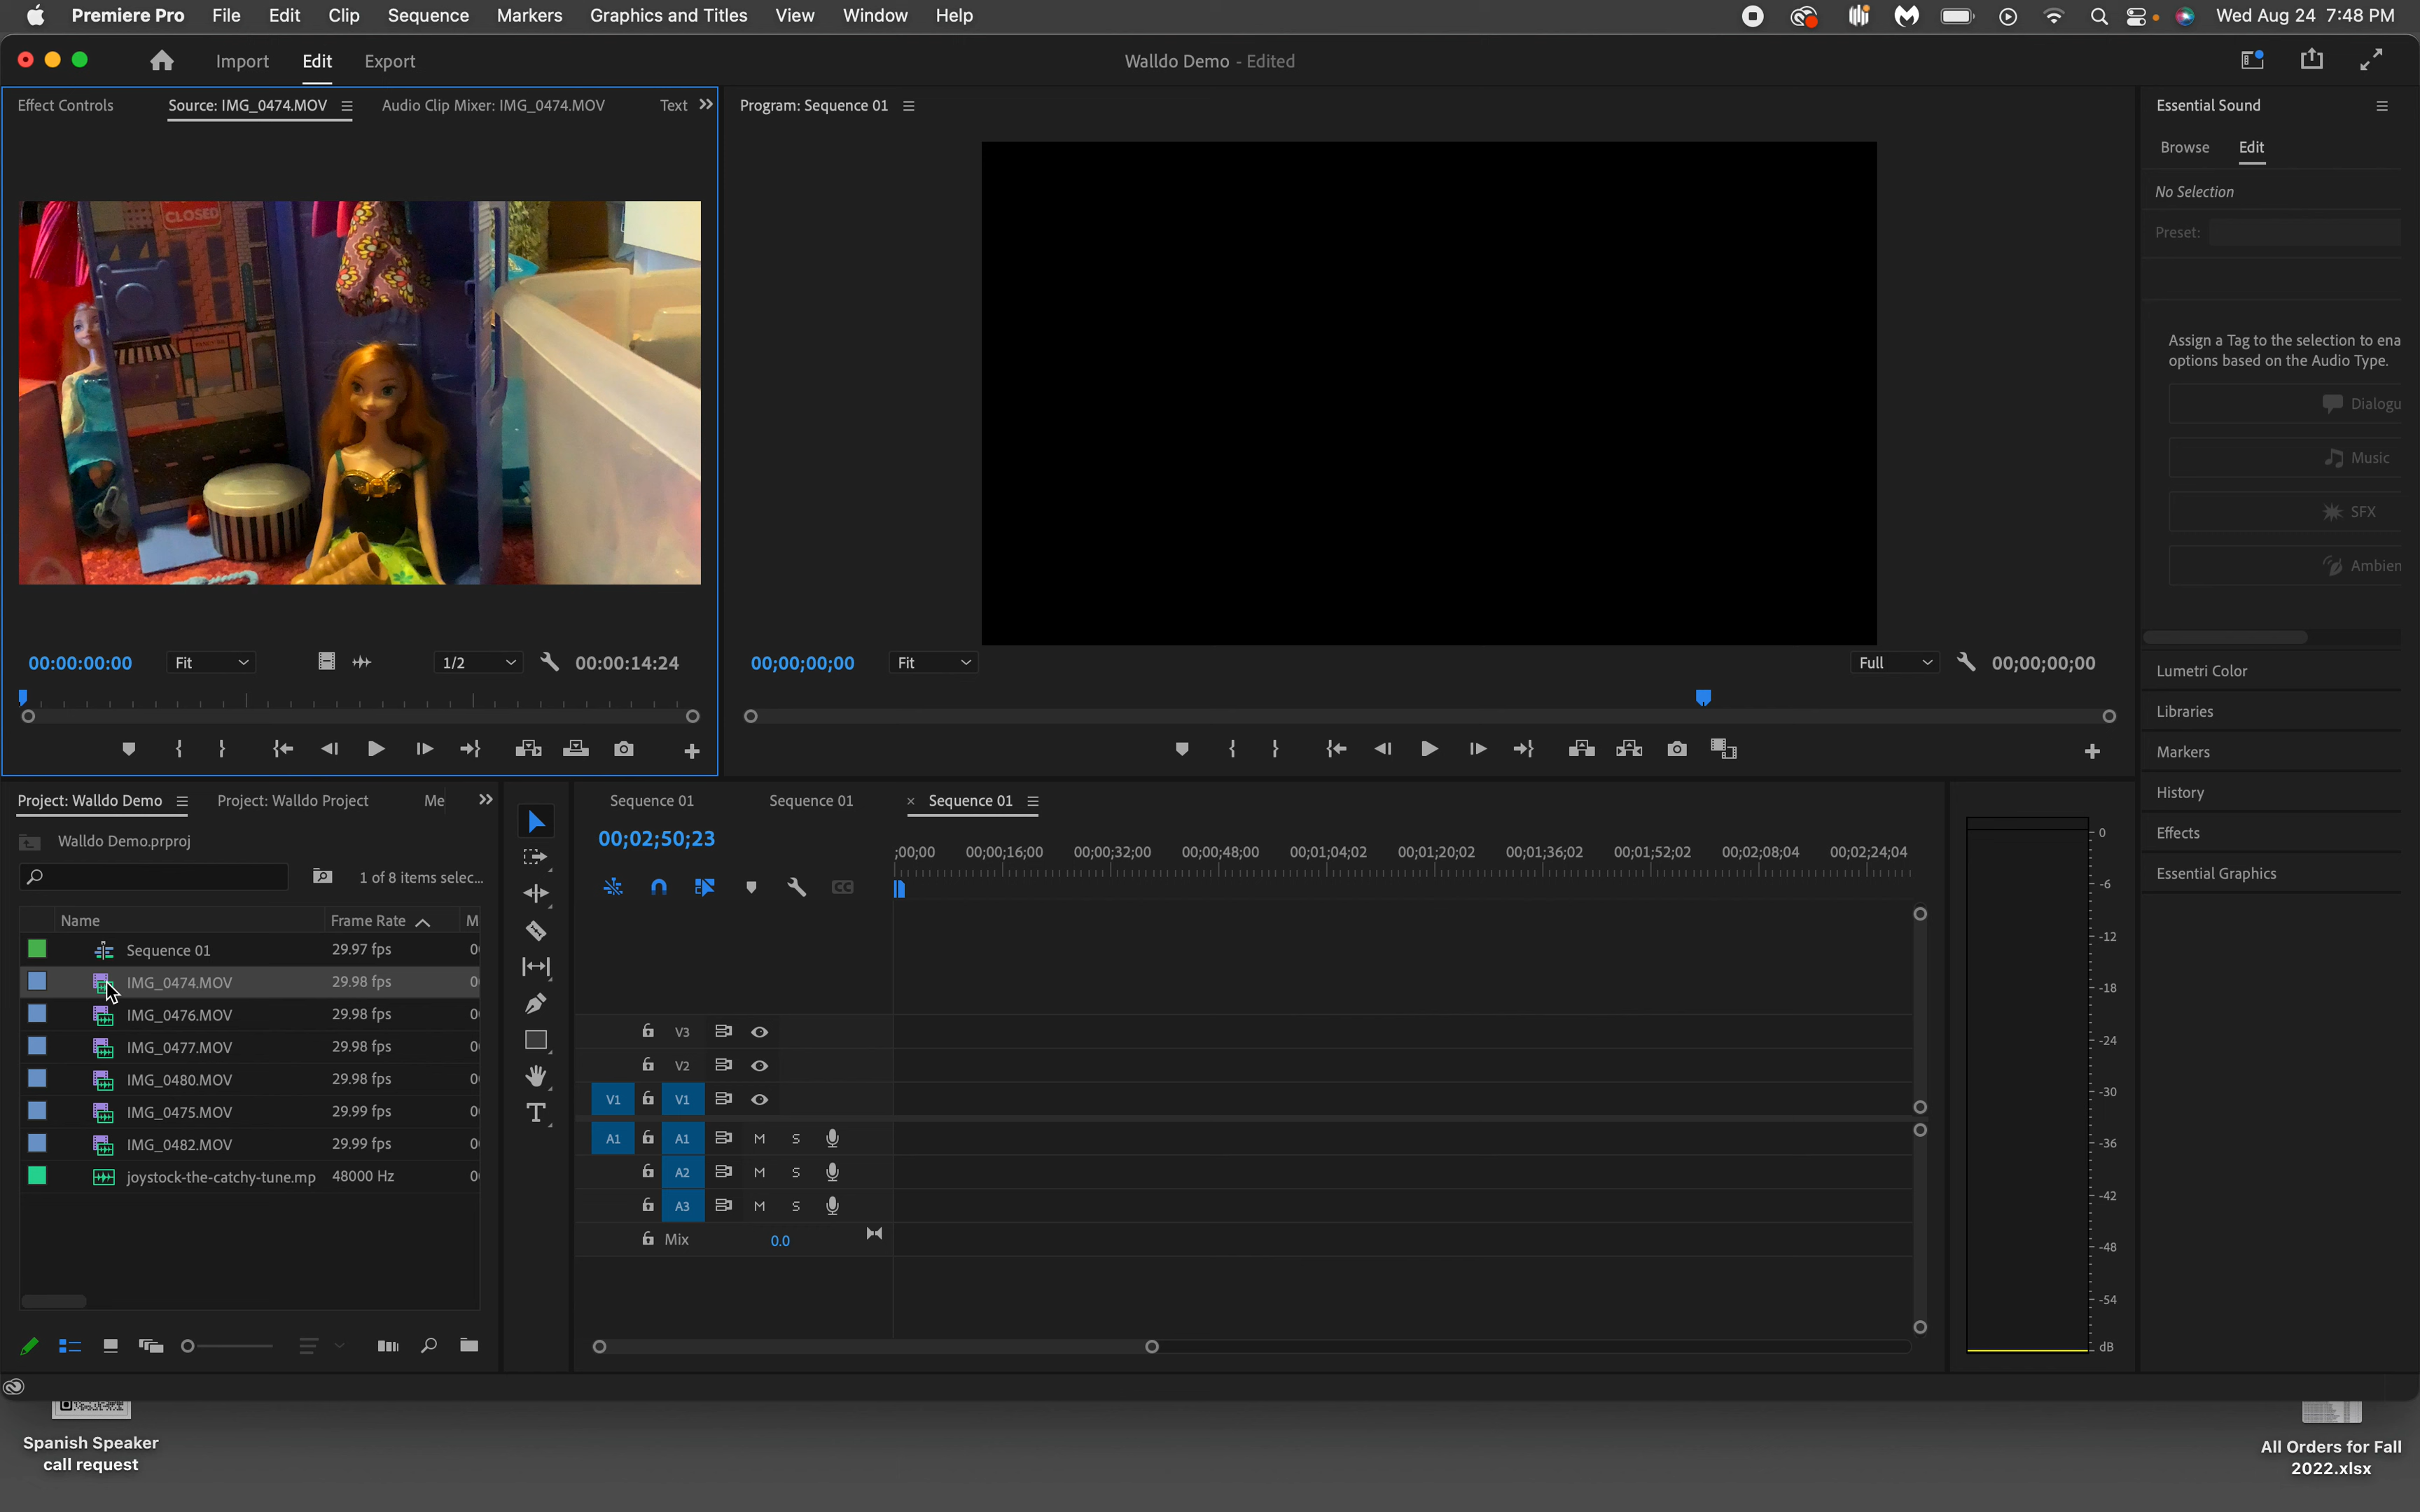 Premiere Pro File Edit Clip Sequence Markers Graphics and Titles View Window Help Wed Aug 24 7:48 PM
Import Edit Export Walldo Demo - Edited
Effect Controls Source: IMG_0474.MOV Audio Clip Mixer: IMG_0474.MOV Text
Program: Sequence 01
Essential Sound
Browse Edit
No Selection
Preset:
CLOSED
Assign a Tag to the selection to ena
options based on the Audio Type.
Dialogu
Music
SFX
Ambien
00:00:00:00 Fit 1/2 00:00:14:24
00;00;00;00 Fit Full 00;00;00;00
Lumetri Color
Libraries
Markers
History
Effects
Essential Graphics
Project: Walldo Demo Project: Walldo Project Me
Walldo Demo.prproj
1 of 8 items selec...
Name Frame Rate M
Sequence 01 29.97 fps 0
IMG_0474.MOV 29.98 fps 0
IMG_0476.MOV 29.98 fps 0
IMG_0477.MOV 29.98 fps 0
IMG_0480.MOV 29.98 fps 0
IMG_0475.MOV 29.99 fps 0
IMG_0482.MOV 29.99 fps 0
joystock-the-catchy-tune.mp 48000 Hz 0
Sequence 01 Sequence 01 × Sequence 01
00;02;50;23
;00;00 00;00;16;00 00;00;32;00 00;00;48;00 00;01;04;02 00;01;20;02 00;01;36;02 00;01;52;02 00;02;08;04 00;02;24;04
CC
V3
V2
V1 V1
A1 A1 M S
A2 M S
A3 M S
Mix 0.0
0
-6
-12
-18
-24
-30
-36
-42
-48
-54
dB
Spanish Speaker
call request
All Orders for Fall
2022.xlsx